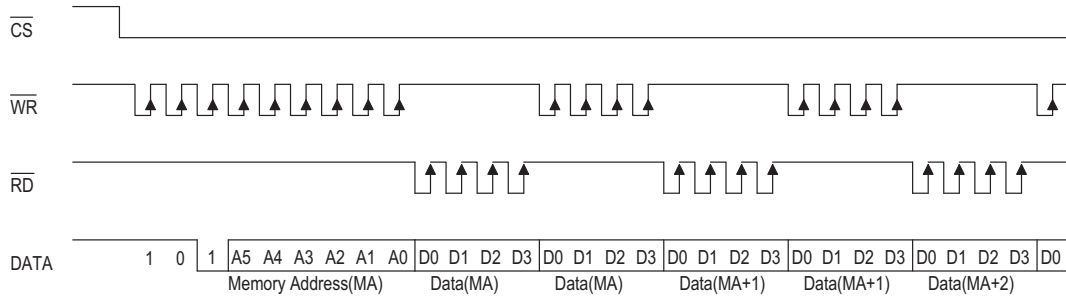 CS
WR
RD
DATA 1 0 1 A5 A4 A3 A2 A1 A0 D0 D1 D2 D3 D0 D1 D2 D3 D0 D1 D2 D3 D0 D1 D2 D3 D0 D1 D2 D3 D0
Memory Address(MA) Data(MA) Data(MA) Data(MA+1) Data(MA+1) Data(MA+2)